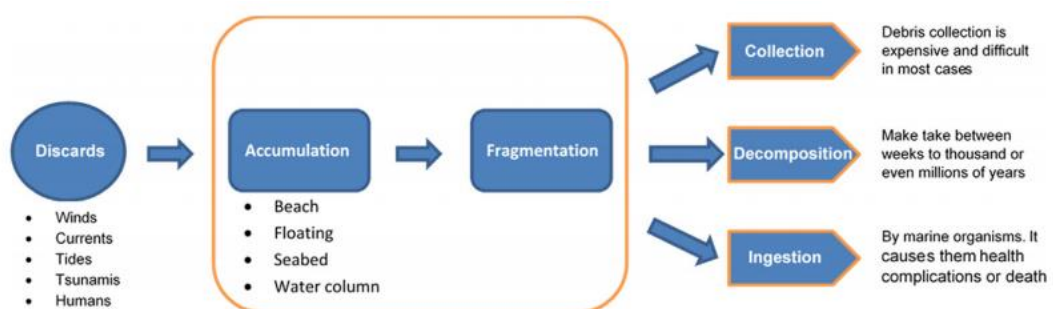 Discards
• Winds
• Currents
• Tides
• Tsunamis
• Humans
Accumulation
• Beach
• Floating
• Seabed
• Water column
Fragmentation
Collection
Debris collection is
expensive and difficult
in most cases
Decomposition
Make take between
weeks to thousand or
even millions of years
Ingestion
By marine organisms. It
causes them health
complications or death